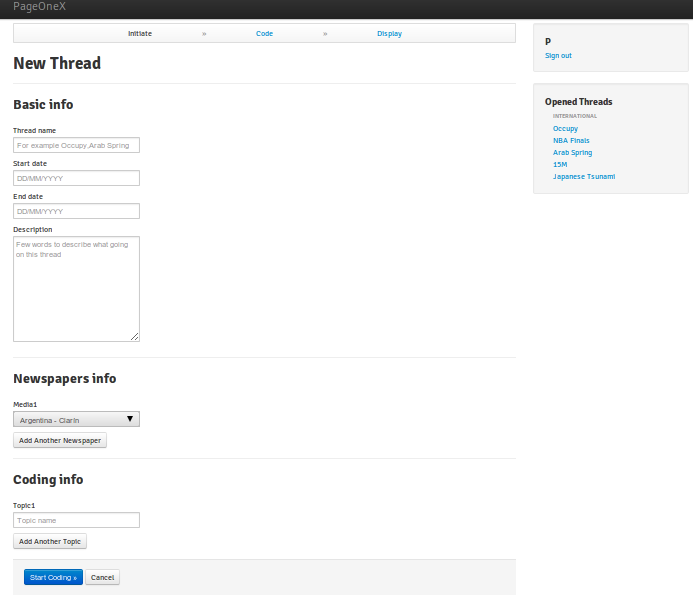 PageOneX
Initiate » Code » Display
New Thread
Basic info
Thread name
For example Occupy,Arab Spring
Start date
DD/MM/YYYY
End date
DD/MM/YYYY
Description
Few words to describe what going
on this thread
Newspapers info
Media1
Argentina - Clarin
Add Another Newspaper
Coding info
Topic1
Topic name
Add Another Topic
Start Coding »
Cancel
P
Sign out
Opened Threads
INTERNATIONAL
Occupy
NBA Finals
Arab Spring
15M
Japanese Tsunami